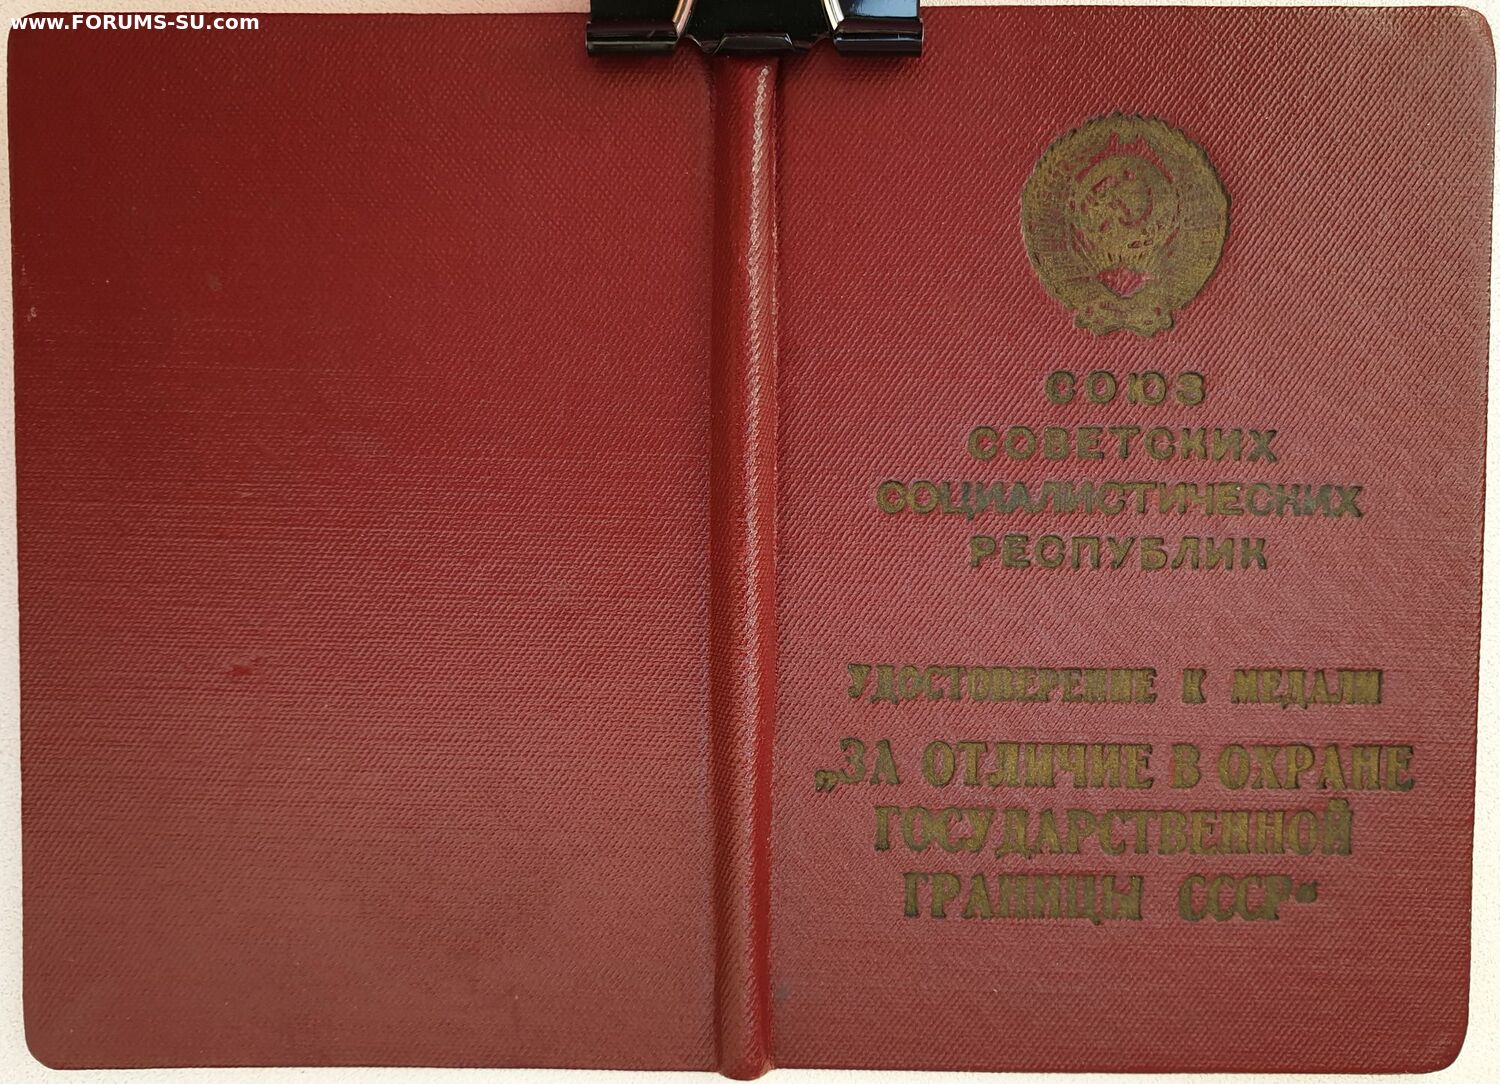 www.FORUMS-SU.com
СОЮЗ
СОВЕТСКИХ
СОЦИАЛИСТИЧЕСКИХ
РЕСПУБЛИК
УДОСТОВЕРЕНИЕ К МЕДАЛИ
„ЗА ОТЛИЧИЕ В ОХРАНЕ
ГОСУДАРСТВЕННОЙ
ГРАНИЦЫ СССР“